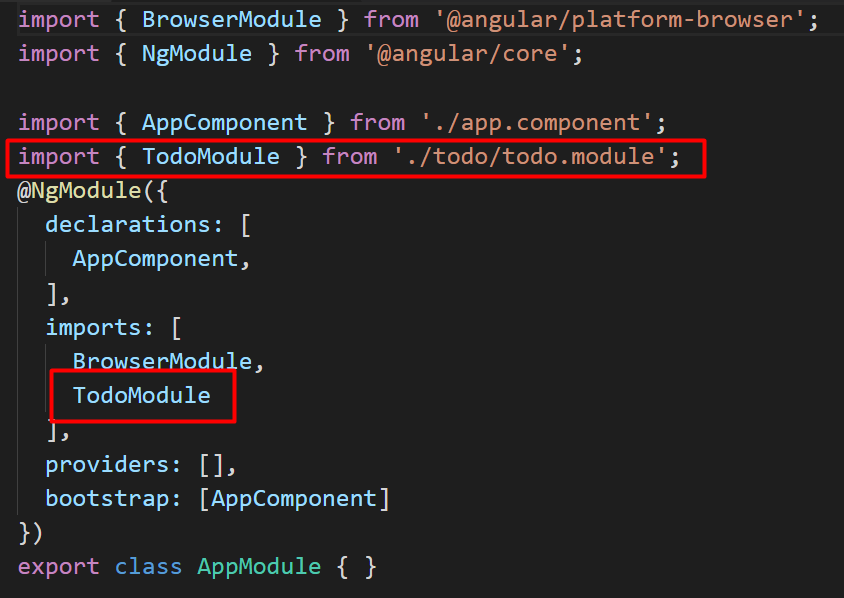 import { BrowserModule } from '@angular/platform-browser';
import { NgModule } from '@angular/core';
import { AppComponent } from './app.component';
import { TodoModule } from './todo/todo.module';
@NgModule({
  declarations: [
    AppComponent,
  ],
  imports: [
    BrowserModule,
    TodoModule
  ],
  providers: [],
  bootstrap: [AppComponent]
})
export class AppModule { }